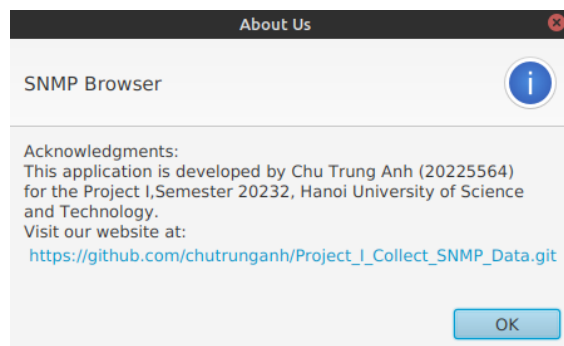 About Us
SNMP Browser
i
Acknowledgments:
This application is developed by Chu Trung Anh (20225564)
for the Project I,Semester 20232, Hanoi University of Science
and Technology.
Visit our website at:
https://github.com/chutrunganh/Project_I_Collect_SNMP_Data.git
OK